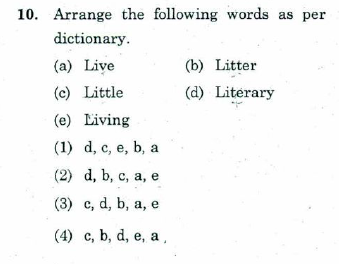 10. Arrange the following words as per
dictionary.
(a) Live (b) Litter
(c) Little (d) Literary
(e) Living
(1) d, c, e, b, a
(2) d, b, c, a, e
(3) c, d, b, a, e
(4) c, b, d, e, a